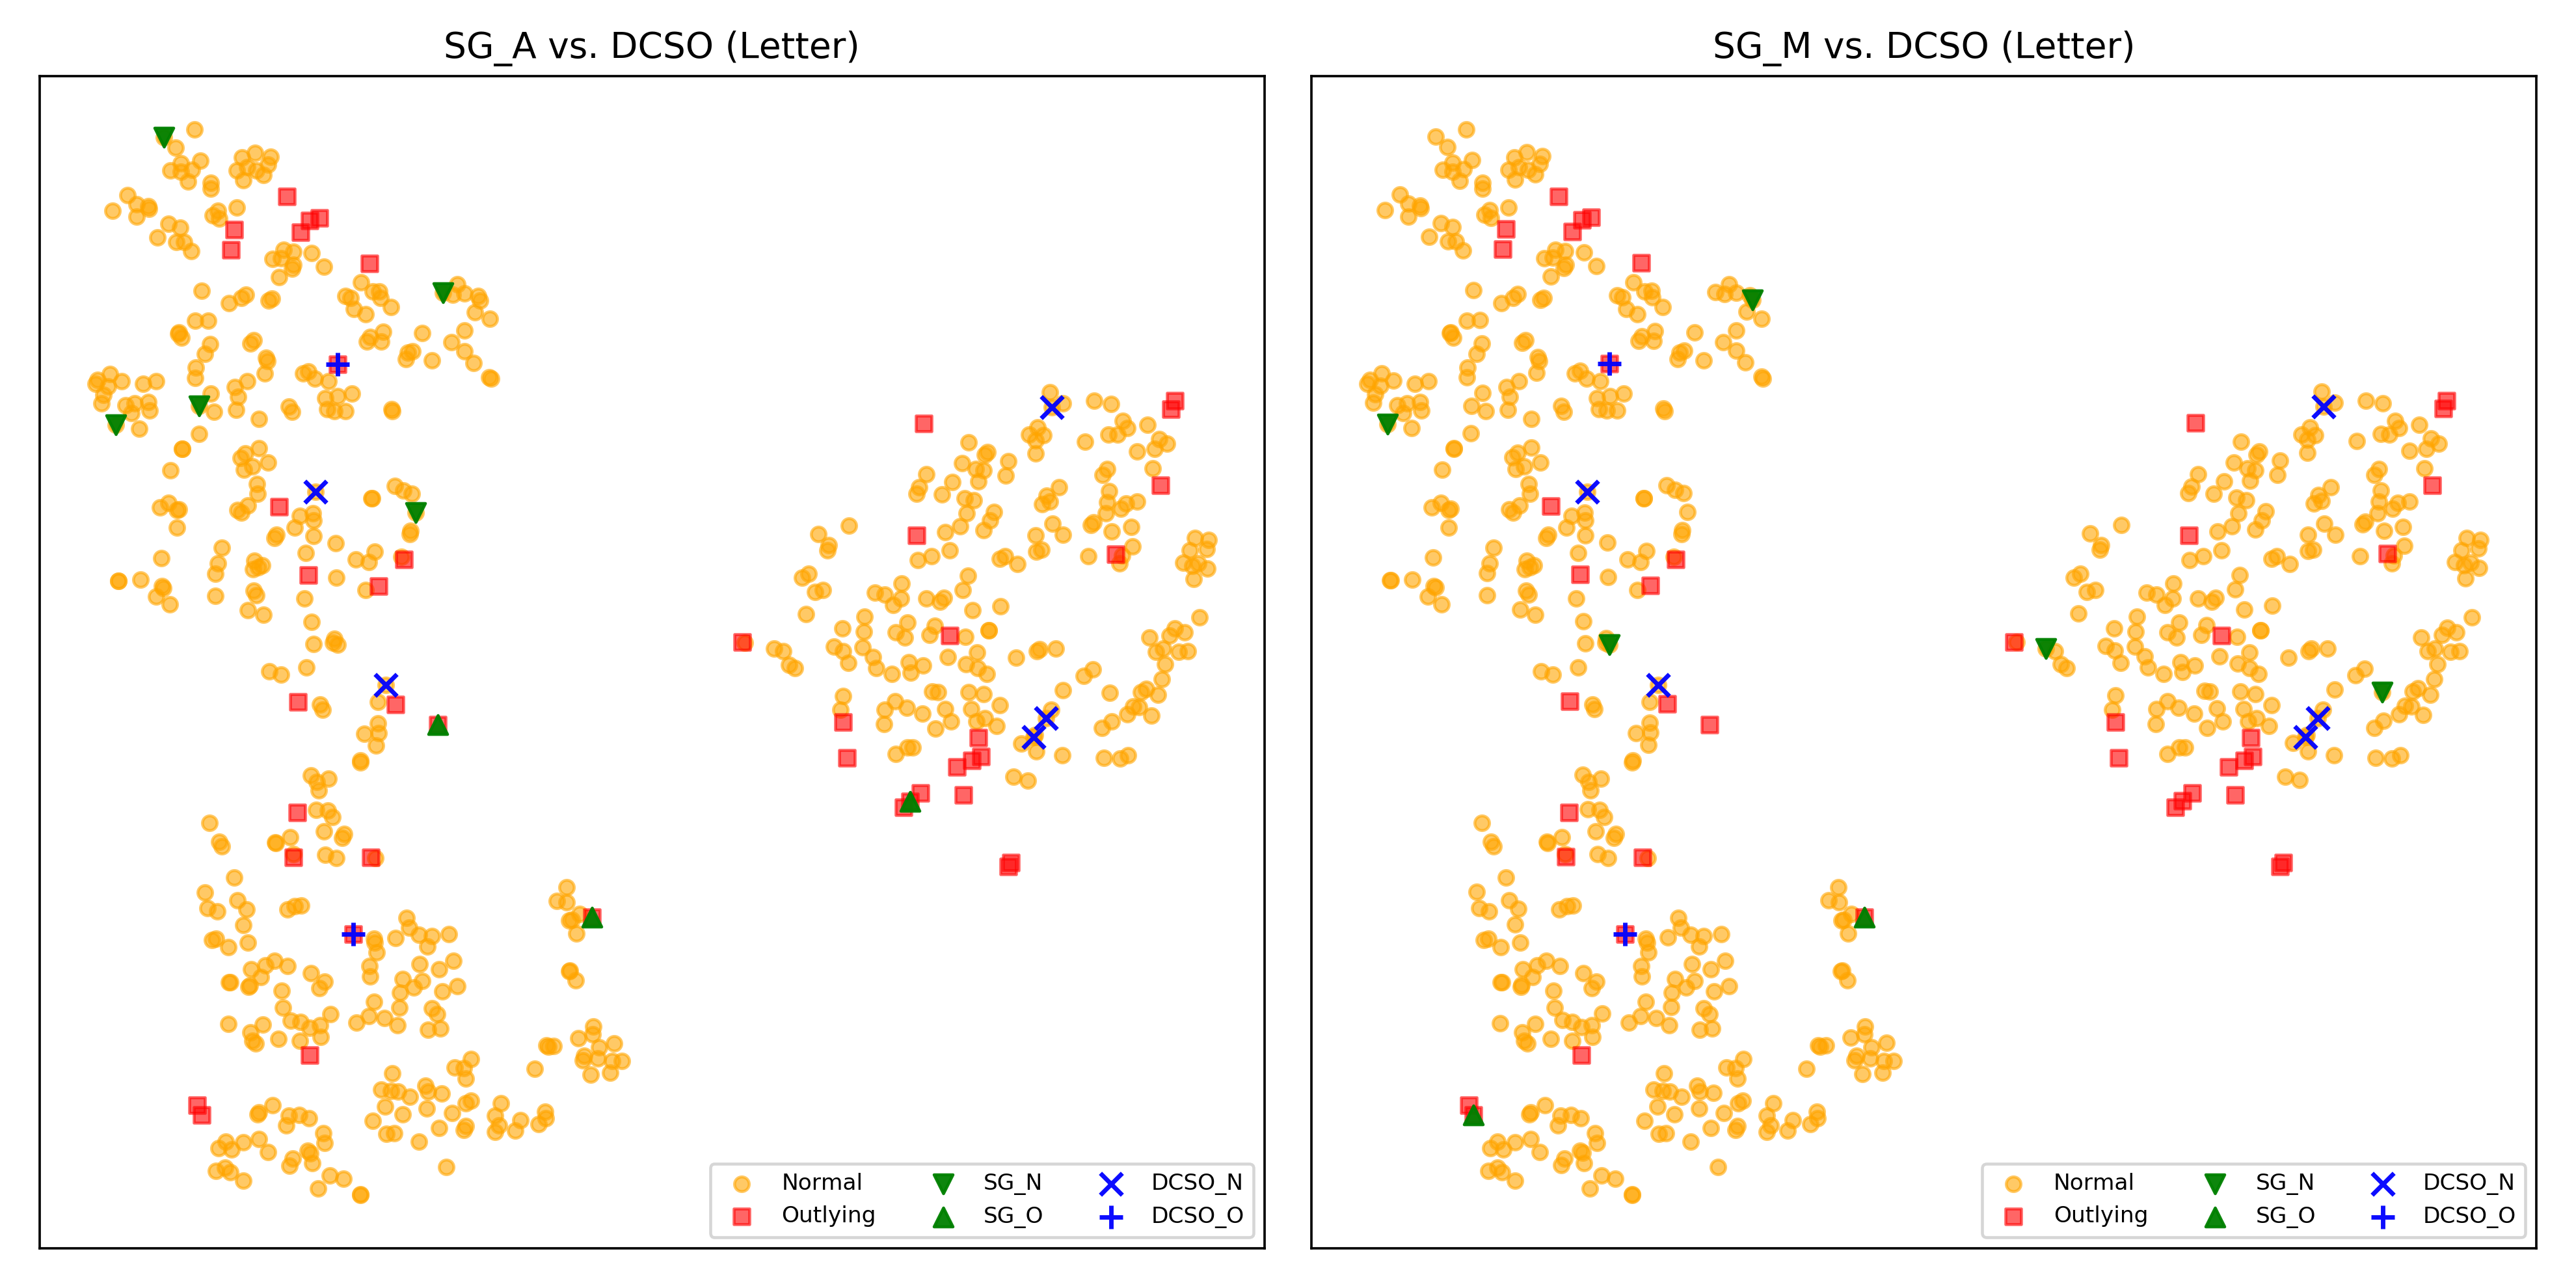 SG_A vs. DCSO (Letter)
Normal SG_N DCSO_N
Outlying SG_O DCSO_O
SG_M vs. DCSO (Letter)
Normal SG_N DCSO_N
Outlying SG_O DCSO_O